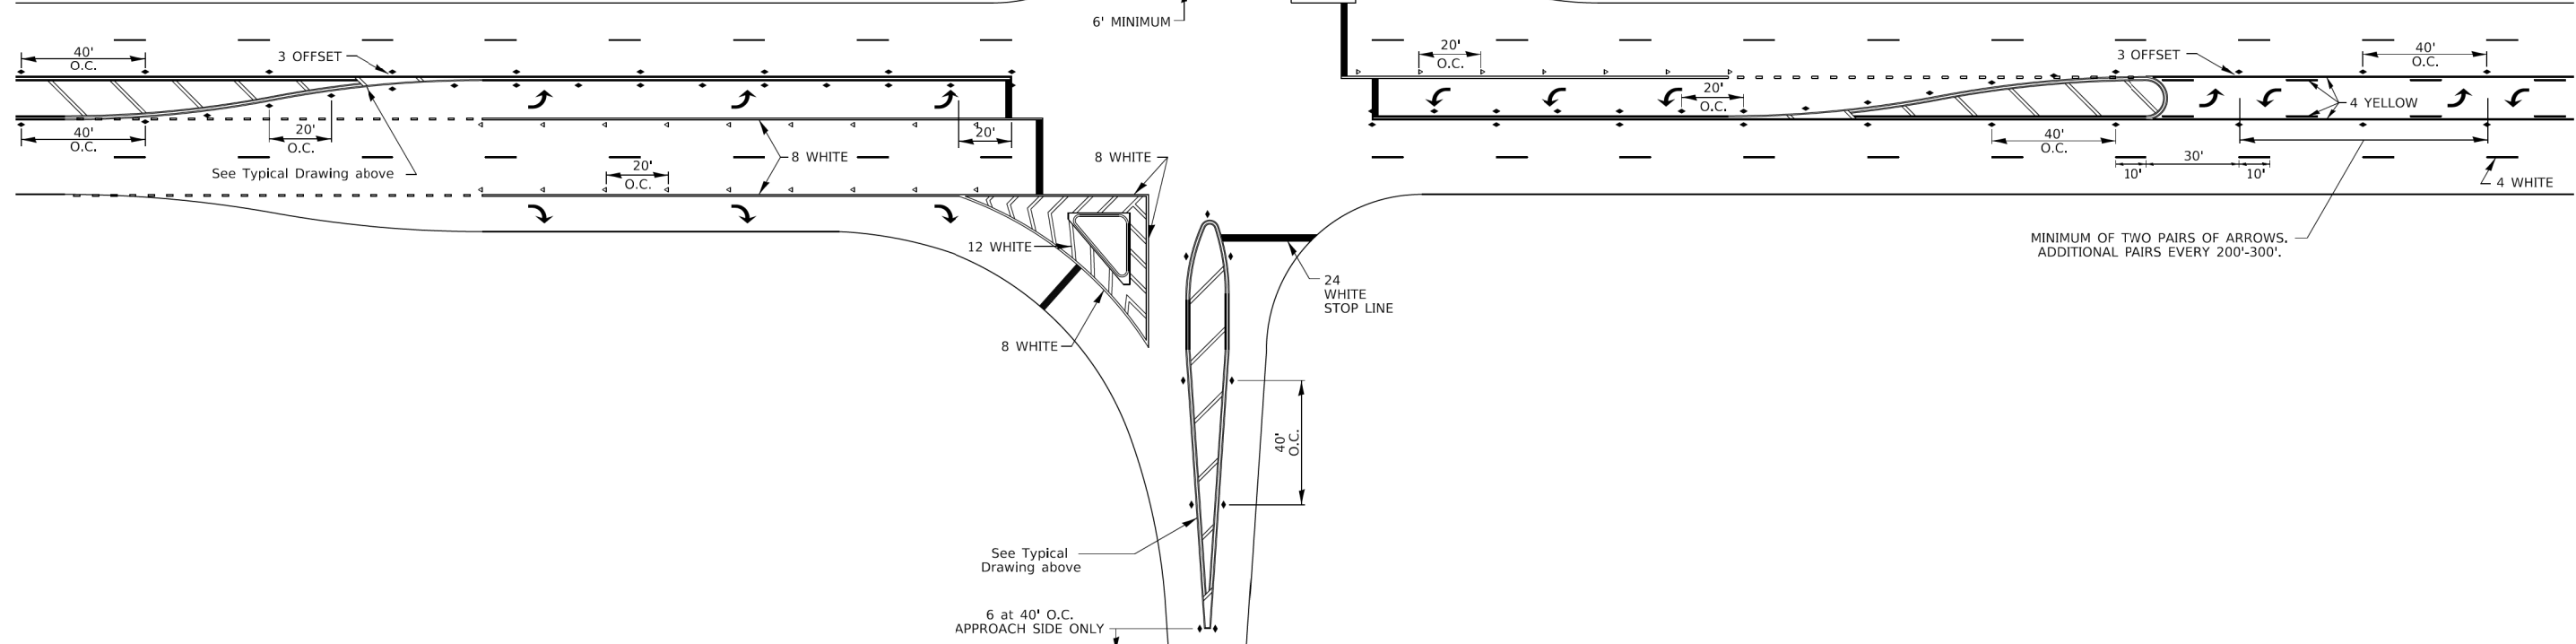 6' MINIMUM
40'
O.C.
3 OFFSET
20'
O.C.
3 OFFSET
40'
O.C.
20'
O.C.
4 YELLOW
40'
O.C.
20'
O.C.
20'
40'
O.C.
See Typical Drawing above
20'
O.C.
8 WHITE
8 WHITE
10'
30'
10'
4 WHITE
12 WHITE
MINIMUM OF TWO PAIRS OF ARROWS.
ADDITIONAL PAIRS EVERY 200'-300'.
24
WHITE
STOP LINE
8 WHITE
40'
O.C.
See Typical
Drawing above
6 at 40' O.C.
APPROACH SIDE ONLY